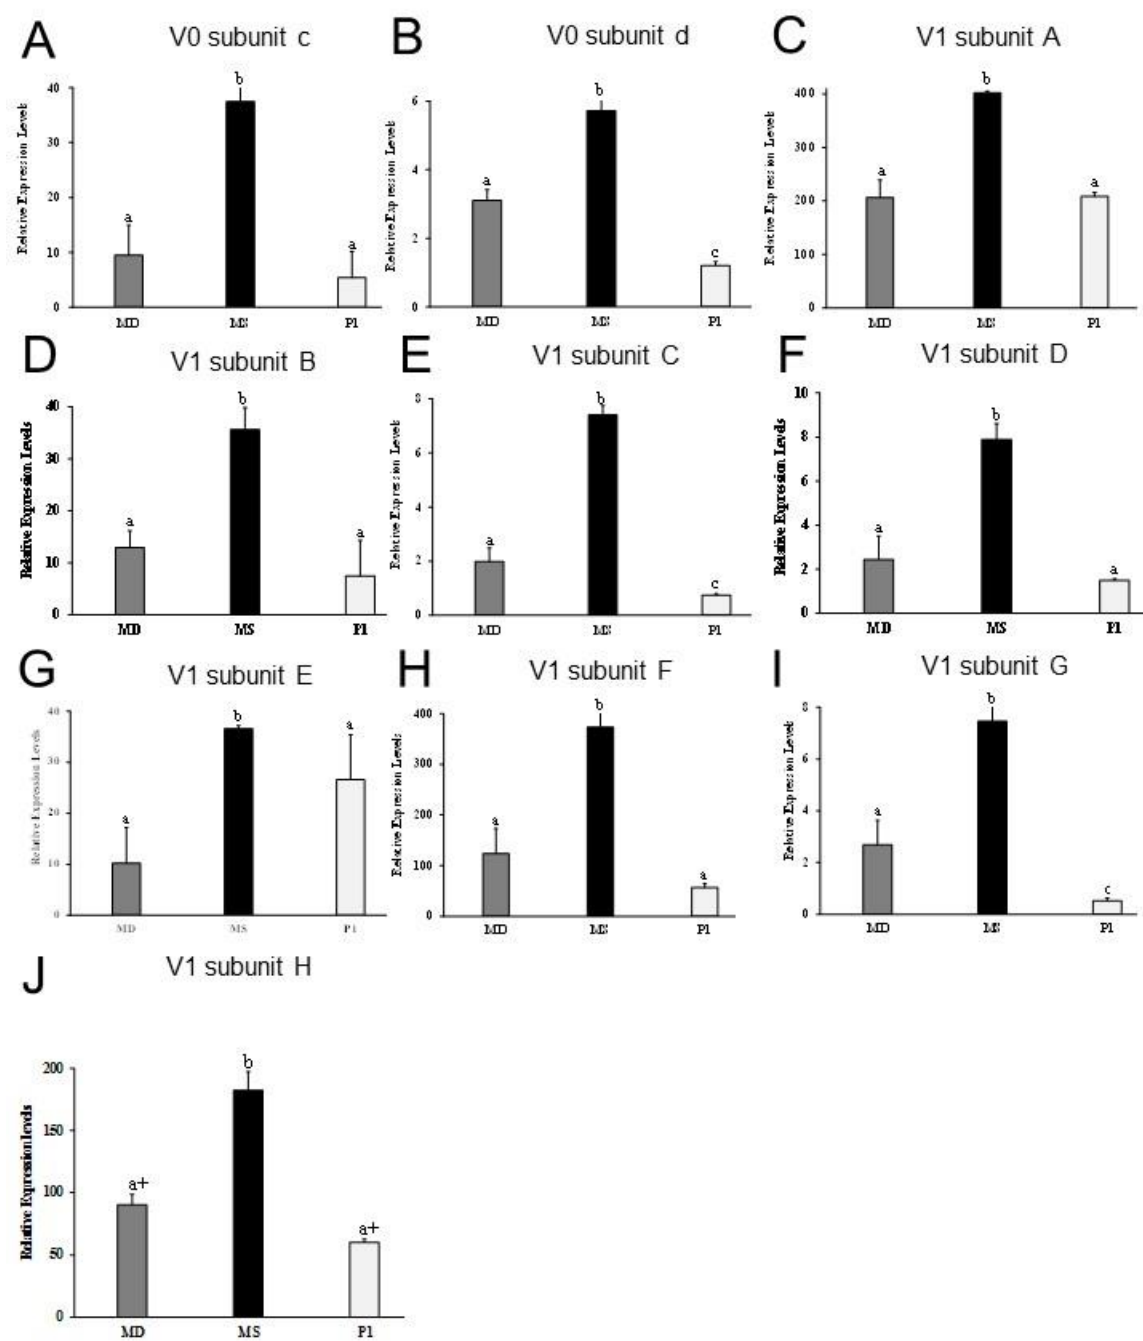 A V0 subunit c
b
40
30
20
10
0
a
a
Relative Expression Levels
MD MS P1
B V0 subunit d
b
6
4
2
0
a
c
Relative Expression Levels
MD MS P1
C V1 subunit A
b
400
300
200
100
0
a
a
Relative Expression Levels
MD MS P1
D V1 subunit B
b
40
30
20
10
0
a
a
Relative Expression Levels
MD MS P1
E V1 subunit C
b
8
6
4
2
0
a
c
Relative Expression Levels
MD MS P1
F V1 subunit D
10
8
6
4
2
0
b
a
a
Relative Expression Levels
MD MS P1
G V1 subunit E
b
40
30
20
10
0
a
a
Relative Expression Levels
MD MS P1
H V1 subunit F
b
400
300
200
100
0
a
a
Relative Expression Levels
MD MS P1
I V1 subunit G
b
8
6
4
2
0
a
c
Relative Expression Levels
MD MS P1
J V1 subunit H
b
200
150
100
50
0
a+
a+
Relative Expression levels
MD MS P1